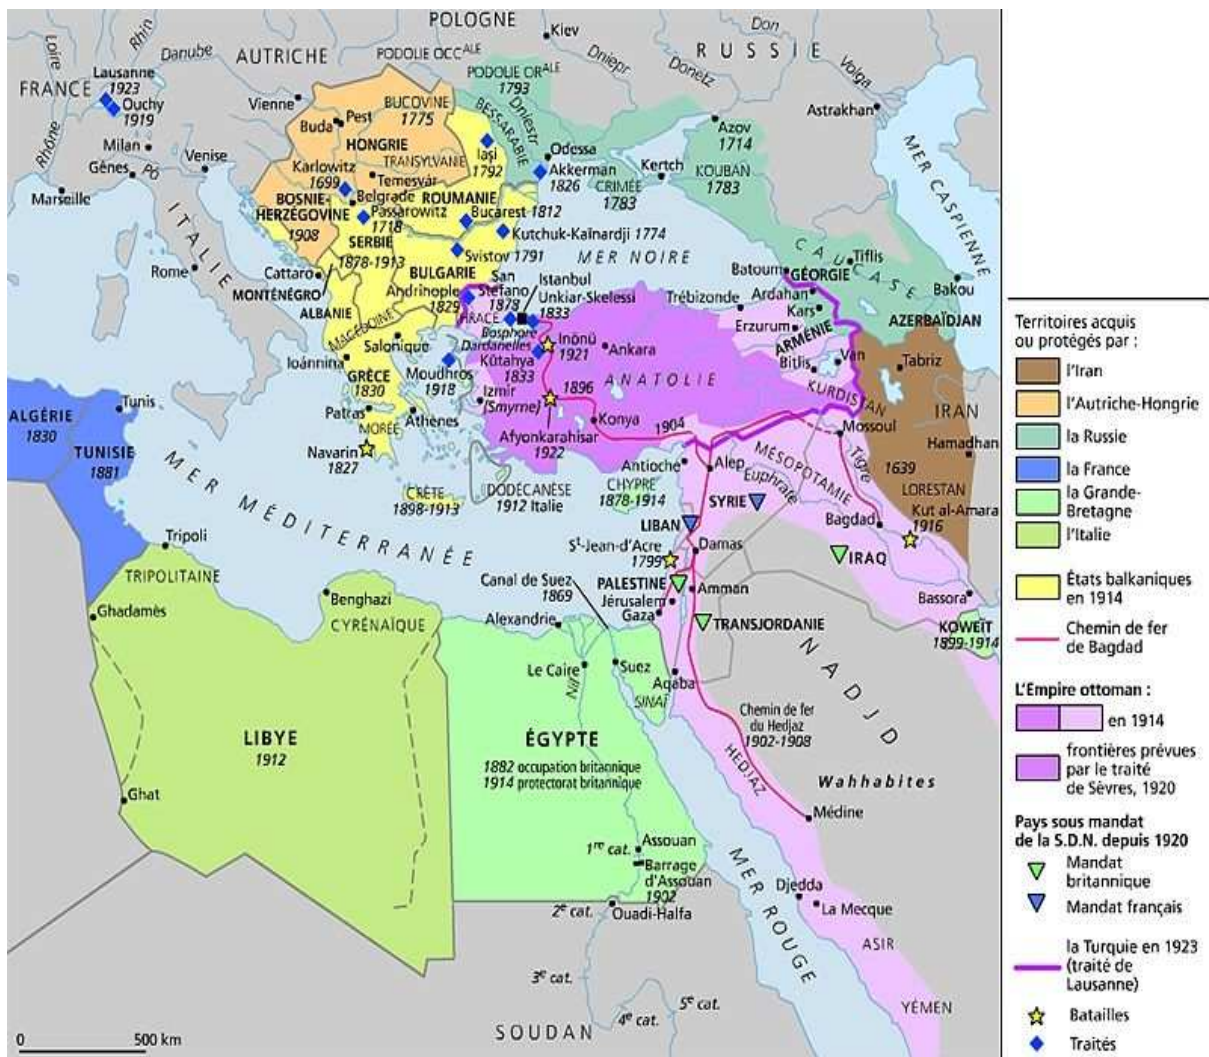 POLOGNE
Kiev
Don
RUSSIE
Loire
Rhin
Danube
AUTRICHE
PODOLIE OCCALE
Dniepr
Donetz
Volga
Lausanne
1923
FRANCE
Ouchy
1919
PODOLIE ORALE
1793
Vienne
BUCOVINE
1775
Dniestr
BESSARABIE
Astrakhan
Rhône
Buda
Pest
HONGRIE
Azov
1714
Milan
Venise
Gênes
Pô
TRANSYLVANIE
Iaşi
1792
Odessa
Karlowitz
1699
Temesvár
Akkerman
1826
Kertch
KOUBAN
1783
MER CASPIENNE
Marseille
ITALIE
BOSNIE-
HERZÉGOVINE
1908
Belgrade
ROUMANIE
CRIMÉE
1783
Passarowitz
1718
Bucarest 1812
SERBIE
1878-1913
Kutchuk-Kaïnardji 1774
Svistov 1791
MER NOIRE
CAUCASE
Tiflis
Rome
Cattaro
BULGARIE
Batoum
GÉORGIE
Bakou
MONTÉNÉGRO
Andrinople
1829
San
Stefano
1878
Istanbul
Unkiar-Skelessi
1833
Trébizonde
Ardahan
Kars
ALBANIE
HRACE
Erzurum
ARMÉNIE
AZERBAÏDJAN
MACÉDOINE
Salonique
Bosphore
Dardanelles
Inönü
1921
Ankara
Bitlis
Van
Tabriz
Ioánnina
Kûtahya
1833
GRÈCE
1830
Moudhros
1918
1896
ANATOLIE
KURDISTAN
IRAN
ALGÉRIE
1830
Tunis
Patras
Athènes
Izmir
(Smyrne)
Konya
1904
MORÉE
Afyonkarahisar
1922
Mossoul
Hamadhan
TUNISIE
1881
Navarin
1827
Antioche
Alep
MÉSOPOTAMIE
Tigre
1639
MER MÉDITERRANÉE
CRÈTE
1898-1913
DODÉCANÈSE
1912 Italie
CHYPRE
1878-1914
Euphrate
LORESTAN
SYRIE
Bagdad
Kut al-Amara
1916
Tripoli
LIBAN
St-Jean-d'Acre
1799
Damas
IRAQ
TRIPOLITAINE
Canal de Suez
1869
PALESTINE
Amman
Ghadamès
Benghazi
Jérusalem
Bassora
CYRÉNAÏQUE
Alexandrie
Gaza
TRANSJORDANIE
KOWEÏT
1899-1914
Le Caire
Suez
Aqaba
NADJD
Nil
SINAÏ
LIBYE
1912
ÉGYPTE
1882 occupation britannique
1914 protectorat britannique
Chemin de fer
du Hedjaz
1902-1908
HEDJAZ
Wahhabites
Ghat
Médine
Assouan
1re cat.
Barrage
d'Assouan
1902
MER ROUGE
Djedda
2e cat.
Ouadi-Halfa
La Mecque
ASIR
3e cat.
5e cat.
4e cat.
YÉMEN
SOUDAN
0
500 km
Territoires acquis
ou protégés par :
l'Iran
l'Autriche-Hongrie
la Russie
la France
la Grande-
Bretagne
l'Italie
États balkaniques
en 1914
Chemin de fer
de Bagdad
L'Empire ottoman :
en 1914
frontières prévues
par le traité
de Sèvres, 1920
Pays sous mandat
de la S.D.N. depuis 1920
Mandat
britannique
Mandat français
la Turquie en 1923
(traité de
Lausanne)
Batailles
Traités